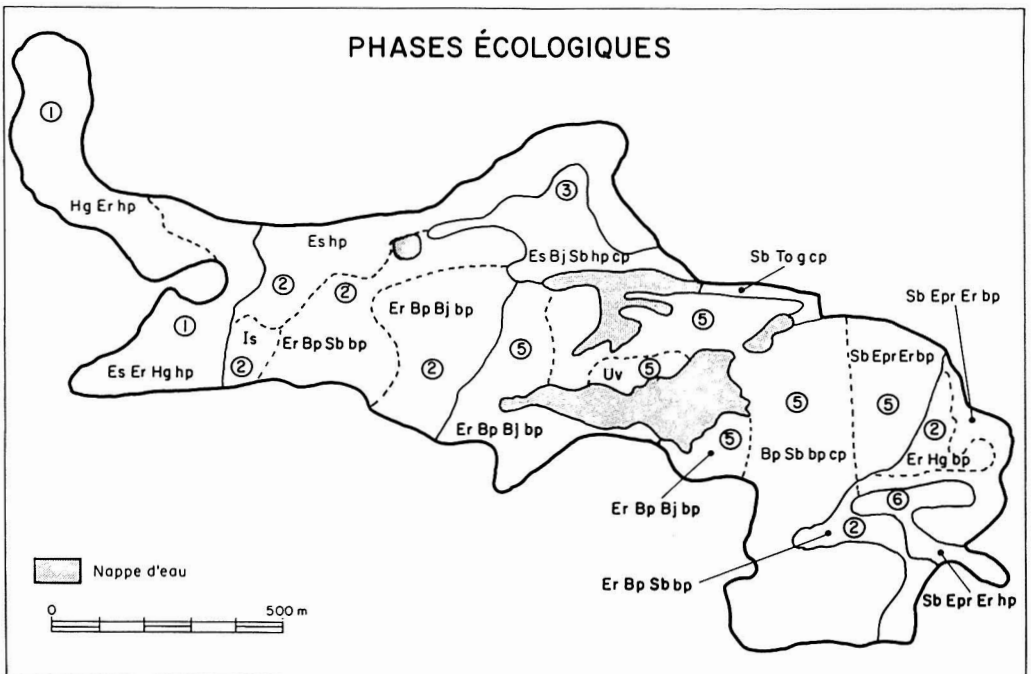 PHASES ÉCOLOGIQUES
①
③
Hg Er hp
Es hp
Es Bj Sb hp cp
Sb To g cp
②
②
Sb Epr Er bp
Er Bp Bj bp
①
⑤
Is
Er Bp Sb bp
⑤
Sb Epr Er bp
②
Es Er Hg hp
②
Uv
⑤
⑤
⑤
②
Er Bp Bj bp
⑤
Bp Sb bp cp
Er Hg bp
Er Bp Bj bp
⑥
②
Nappe d'eau
Er Bp Sb bp
Sb Epr Er hp
0
500 m